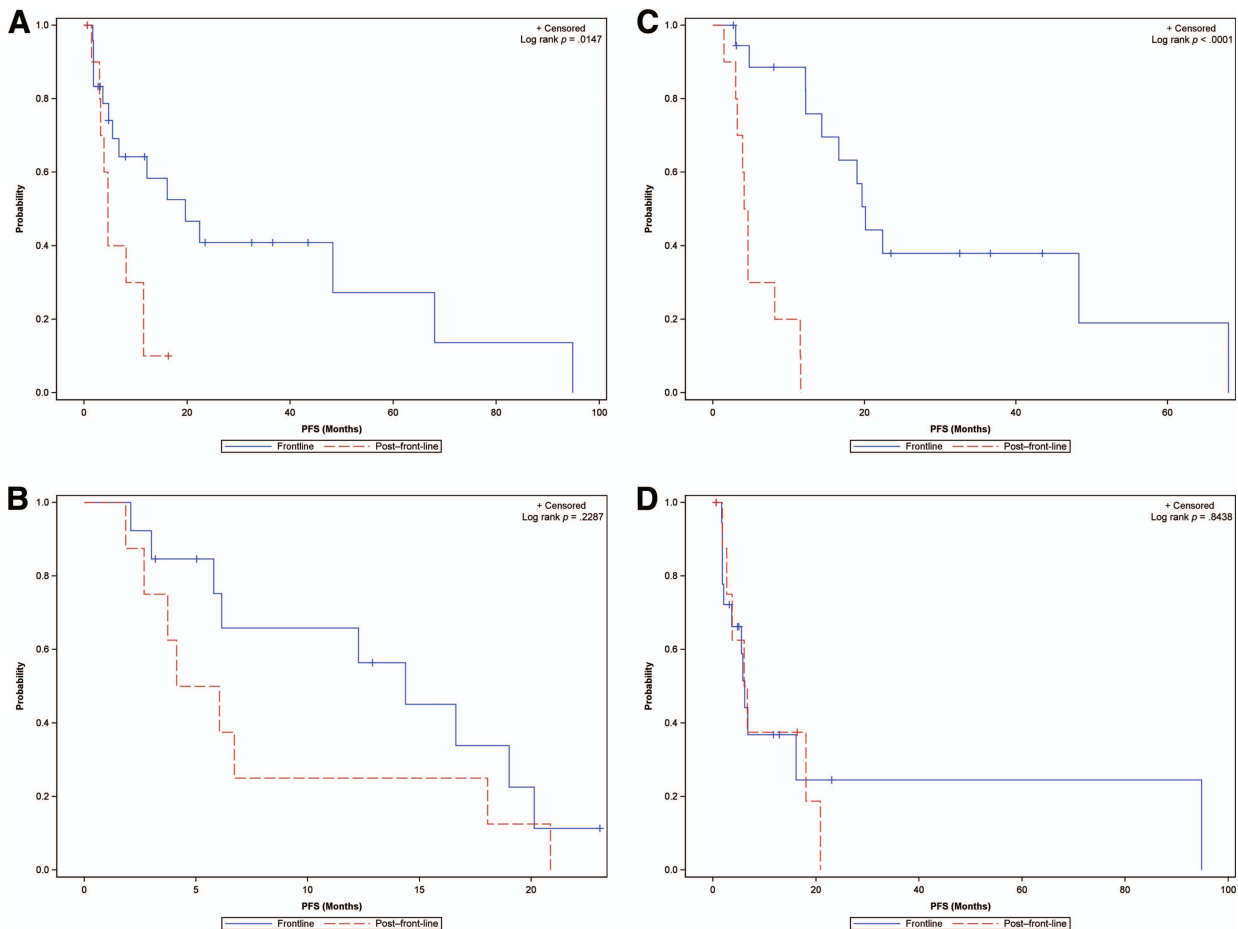 A
+ Censored
Log rank p = .0147
Probability
1.0
0.8
0.6
0.4
0.2
0.0
0 20 40 60 80 100
PFS (Months)
Frontline Post–front-line
C
+ Censored
Log rank p < .0001
Probability
1.0
0.8
0.6
0.4
0.2
0.0
0 20 40 60
PFS (Months)
Frontline Post–front-line
B
+ Censored
Log rank p = .2287
Probability
1.0
0.8
0.6
0.4
0.2
0.0
0 5 10 15 20
PFS (Months)
Frontline Post–front-line
D
+ Censored
Log rank p = .8438
Probability
1.0
0.8
0.6
0.4
0.2
0.0
0 20 40 60 80 100
PFS (Months)
Frontline Post–front-line